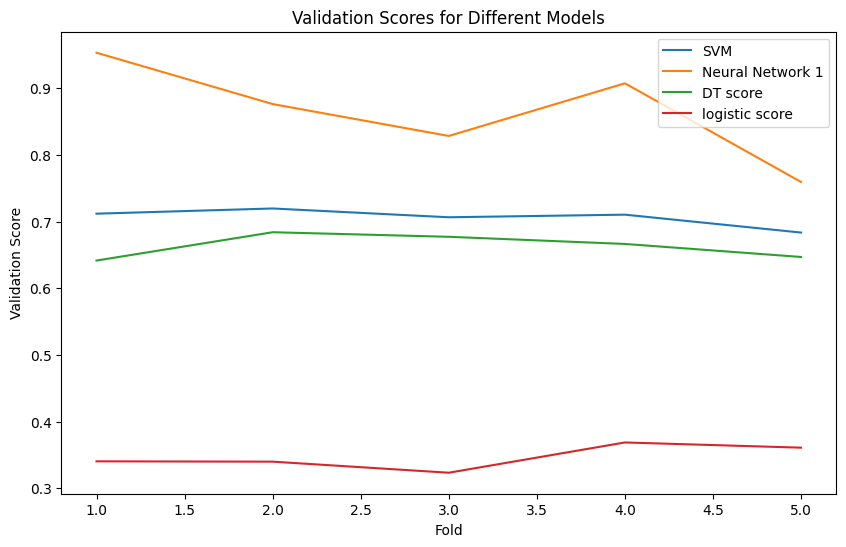 Validation Scores for Different Models
SVM
Neural Network 1
DT score
logistic score
Validation Score
0.9
0.8
0.7
0.6
0.5
0.4
0.3
1.0 1.5 2.0 2.5 3.0 3.5 4.0 4.5 5.0
Fold